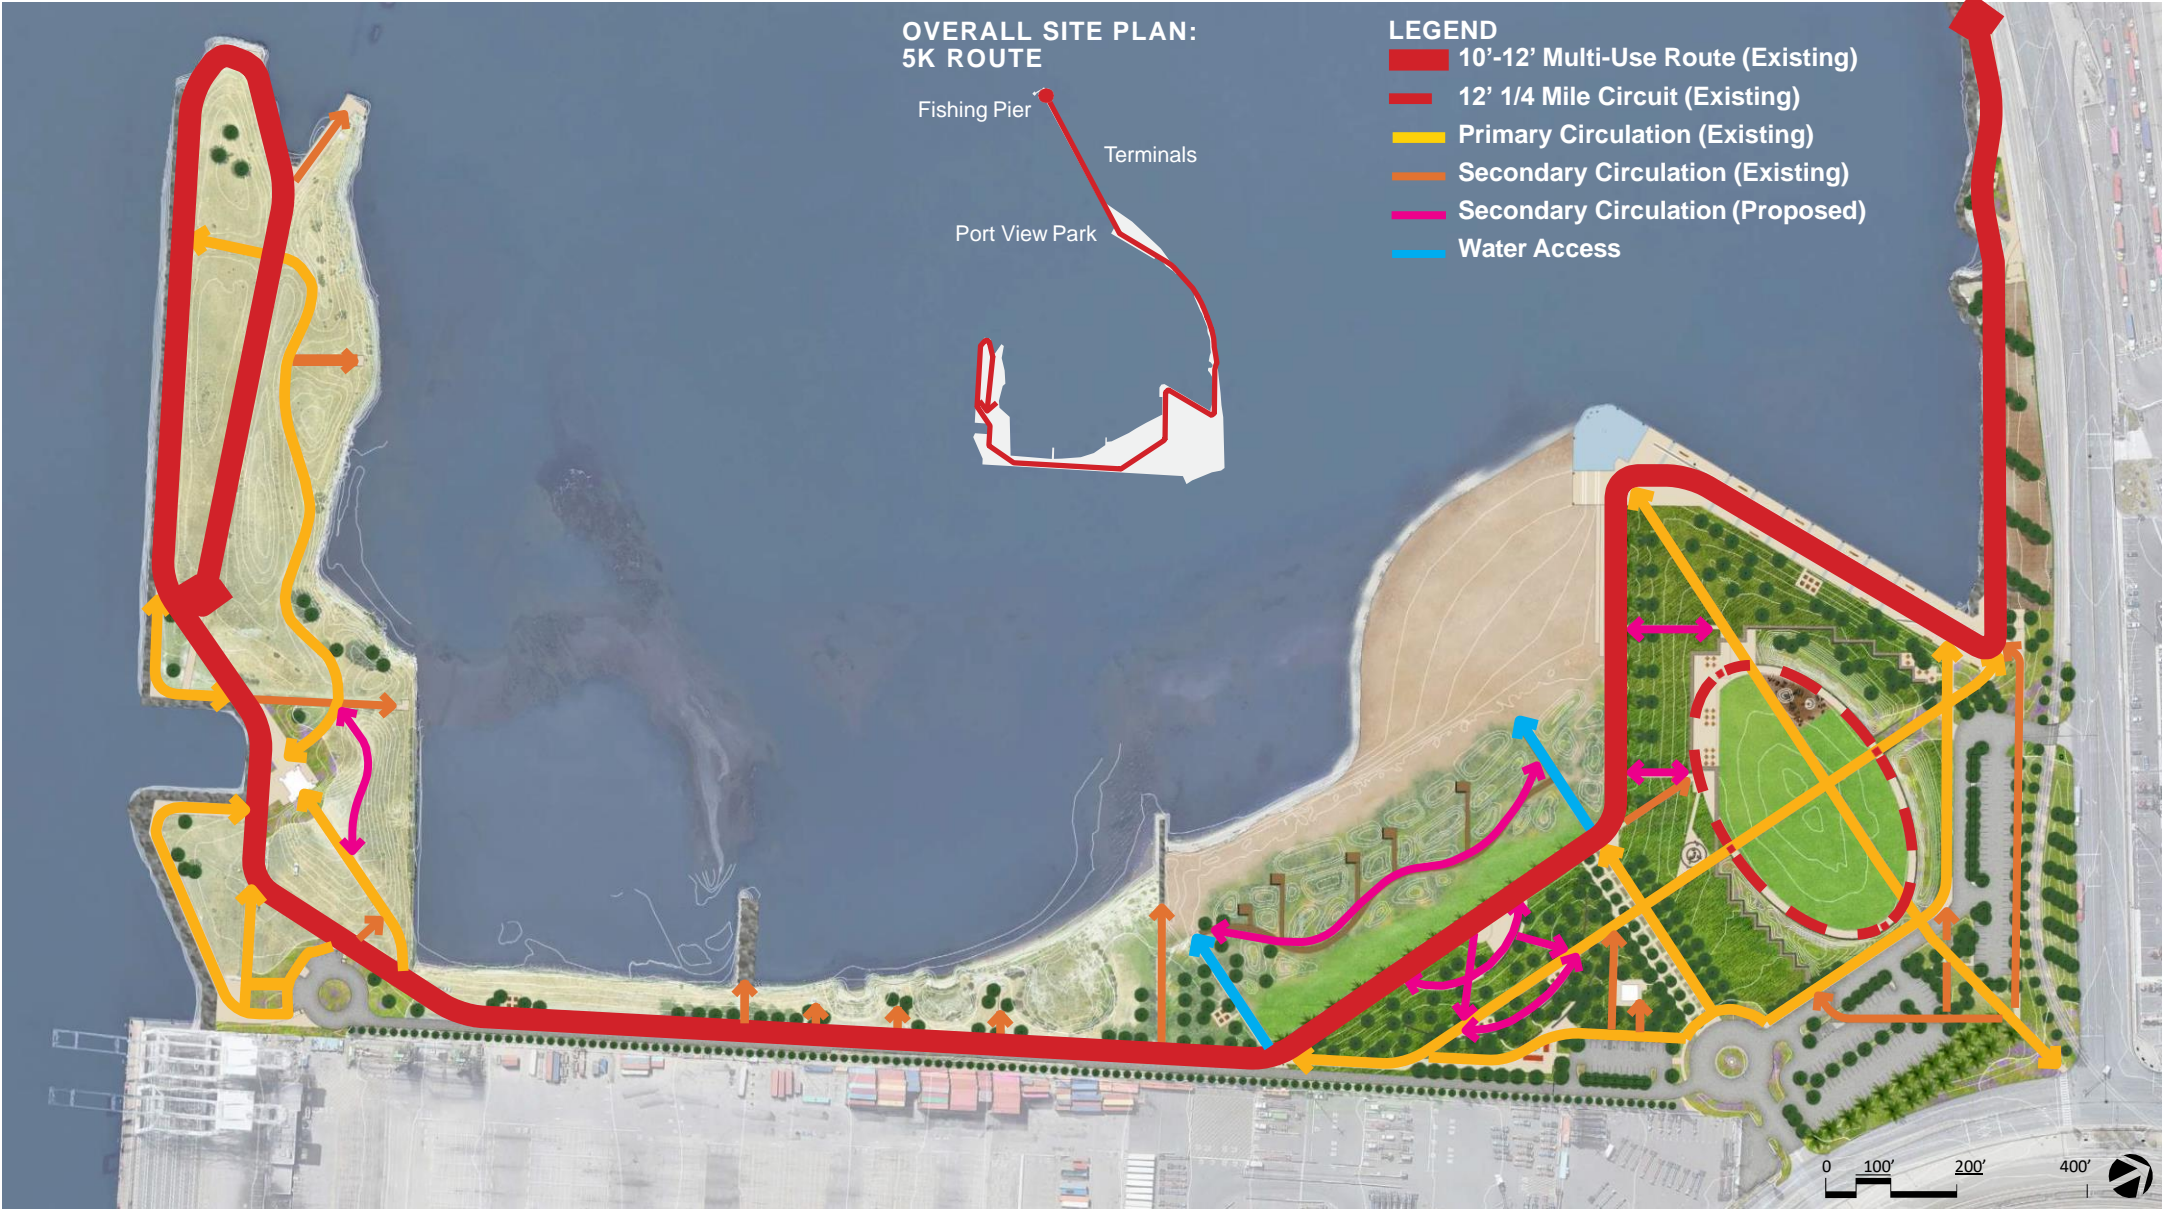 OVERALL SITE PLAN:
5K ROUTE
Fishing Pier
Terminals
Port View Park
LEGEND
10’-12’ Multi-Use Route (Existing)
12’ 1/4 Mile Circuit (Existing)
Primary Circulation (Existing)
Secondary Circulation (Existing)
Secondary Circulation (Proposed)
Water Access
0 100’ 200’ 400’